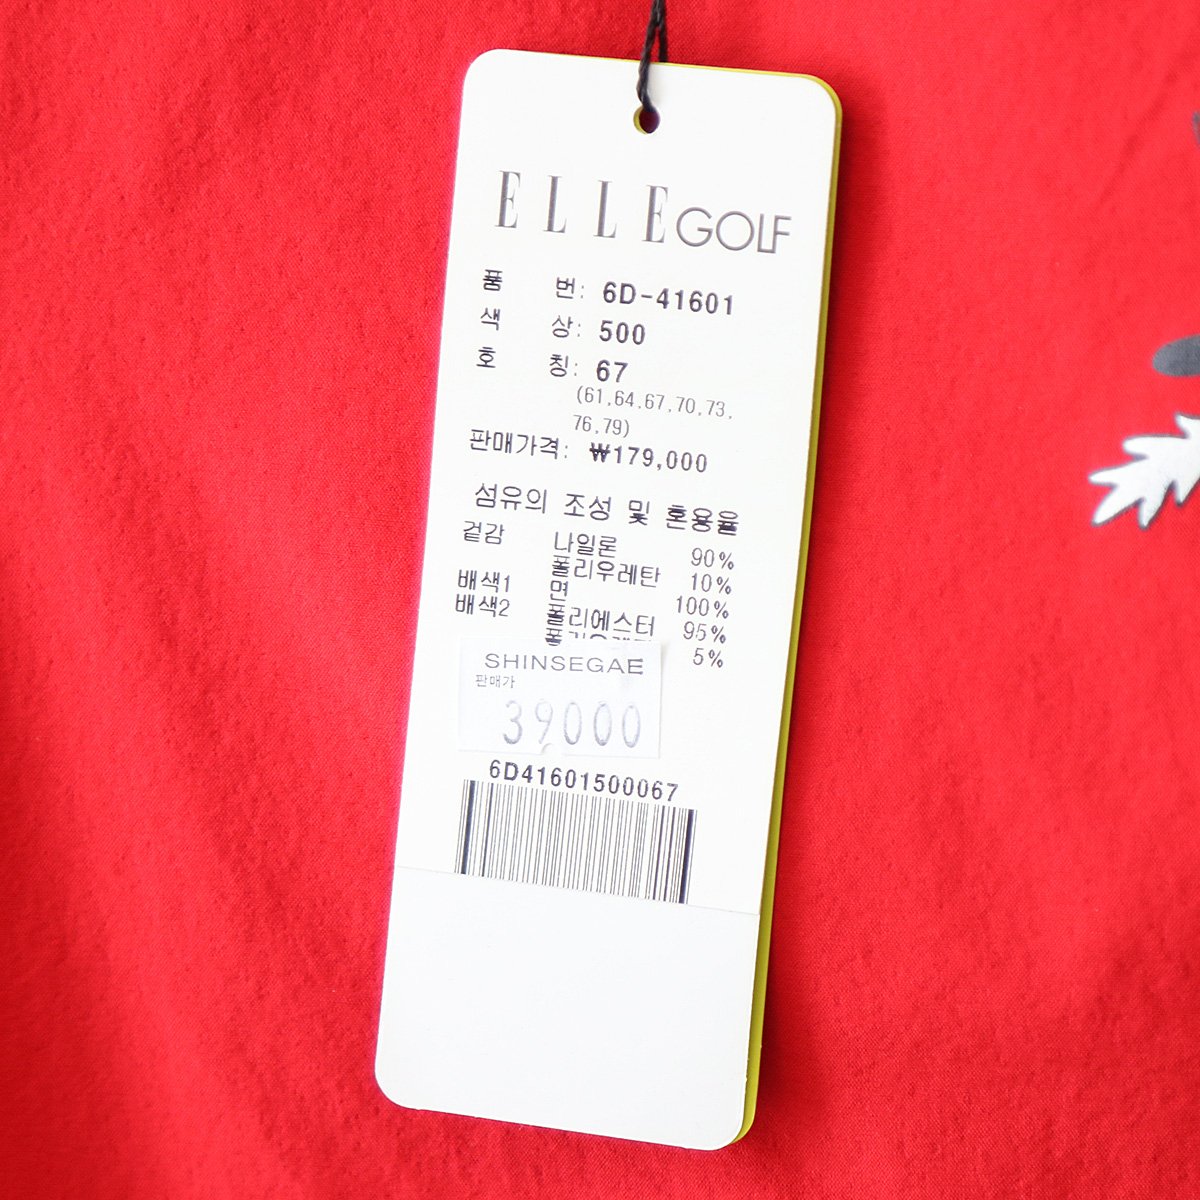 ELLE GOLF
품 번: 6D-41601
색 상: 500
호 칭: 67
(61,64,67,70,73,
76,79)
판매가격: ₩179,000
섬유의 조성 및 혼용율
겉감 나일론 90%
폴리우레탄 10%
배색1 면 100%
배색2 폴리에스터 95%
5%
SHINSEGAE
판매가
39000
6D41601500067